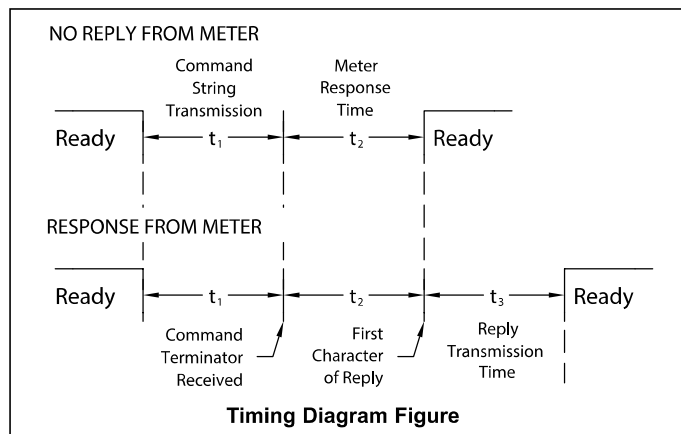 NO REPLY FROM METER
Command
String
Transmission
Meter
Response
Time
Ready
t₁
t₂
Ready
RESPONSE FROM METER
Ready
t₁
t₂
t₃
Ready
Command
Terminator
Received
First
Character
of Reply
Reply
Transmission
Time
Timing Diagram Figure